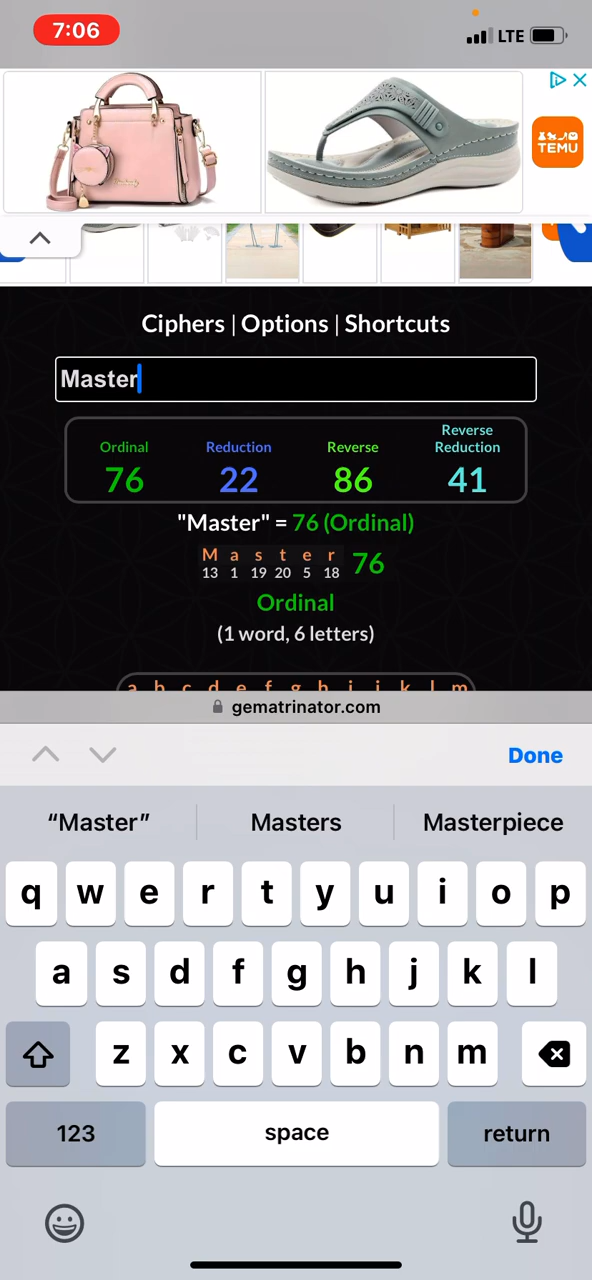 7:06
LTE
TEMU
Ciphers | Options | Shortcuts
Master
Ordinal Reduction Reverse Reverse Reduction
76 22 86 41
"Master" = 76 (Ordinal)
M a s t e r 76
13 1 19 20 5 18
Ordinal
(1 word, 6 letters)
a b c d e f g h i j k l m
gematrinator.com
Done
“Master” Masters Masterpiece
q w e r t y u i o p
a s d f g h j k l
z x c v b n m
123 space return